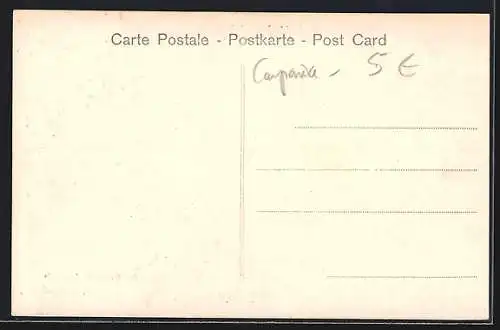 Carte Postale - Postkarte - Post Card
Campania - 5 €